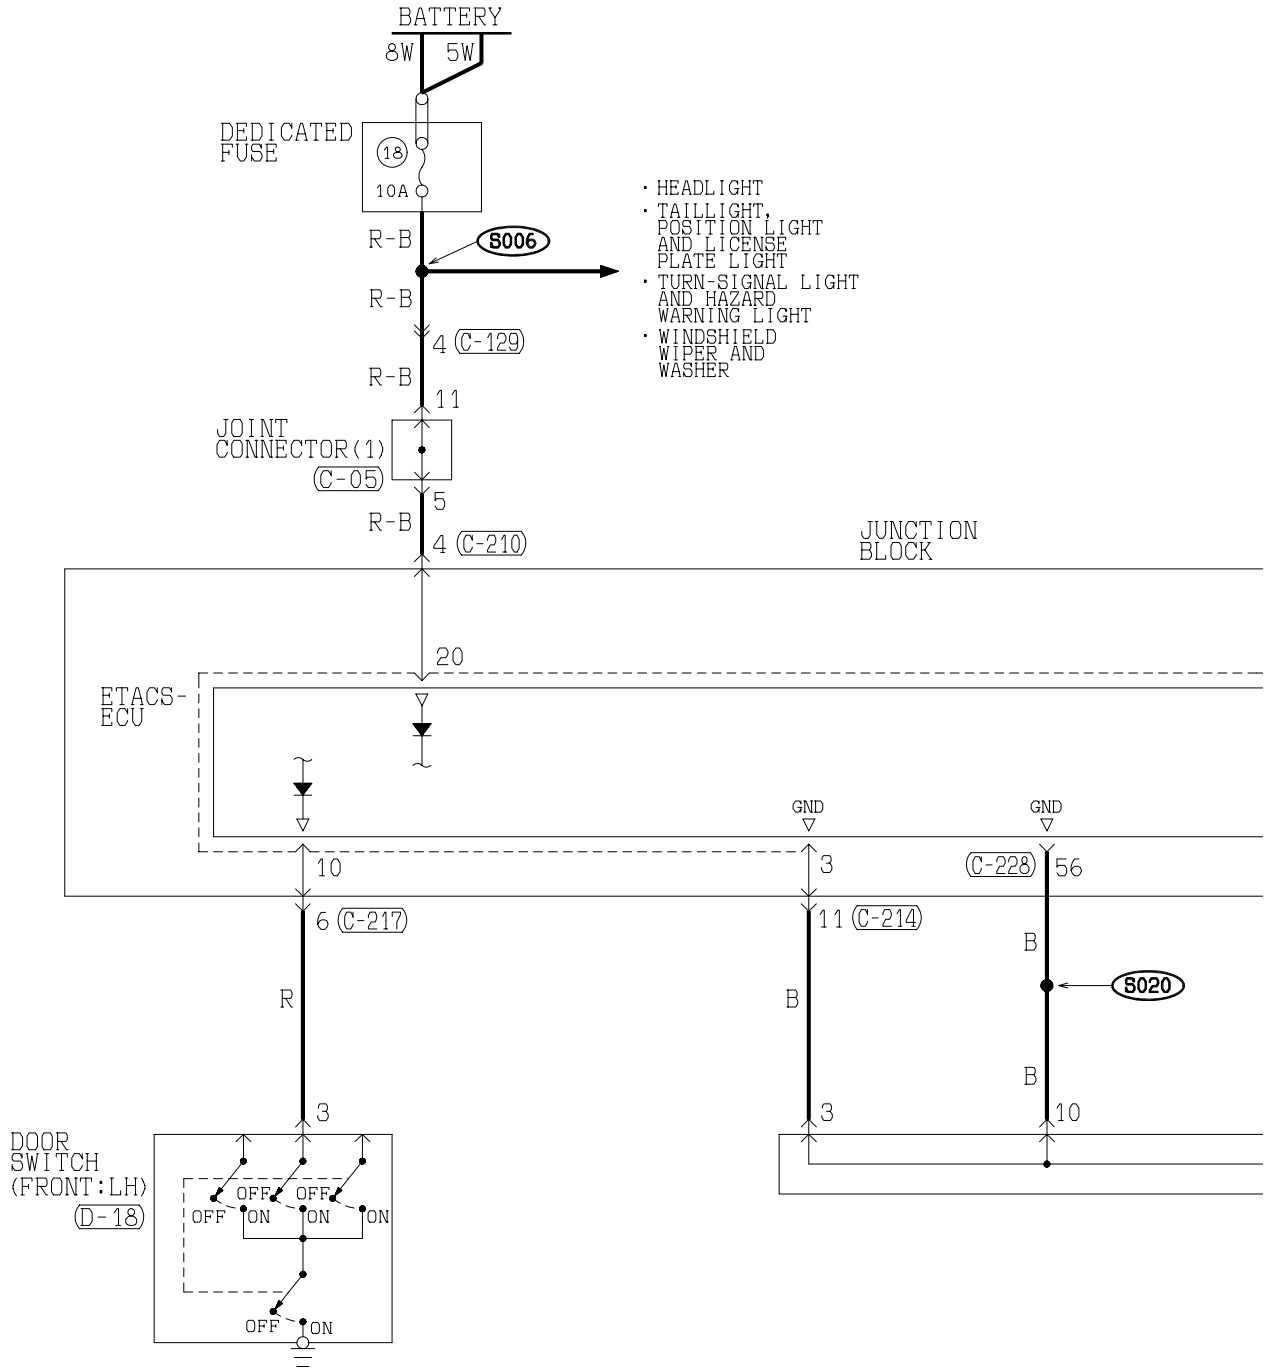 BATTERY
8W
5W
DEDICATED
FUSE
18
10A
R-B
S006
R-B
· HEADLIGHT
· TAILLIGHT,
POSITION LIGHT
AND LICENSE
PLATE LIGHT
· TURN-SIGNAL LIGHT
AND HAZARD
WARNING LIGHT
· WINDSHIELD
WIPER AND
WASHER
4 (C-129)
R-B
11
JOINT
CONNECTOR(1)
(C-05)
5
R-B
4 (C-210)
JUNCTION
BLOCK
20
ETACS-
ECU
GND
GND
10
3
(C-228) 56
6 (C-217)
11 (C-214)
B
R
B
S020
B
3
3
10
DOOR
SWITCH
(FRONT:LH)
(D-18)
OFF
OFF
OFF
ON
ON
ON
OFF
ON